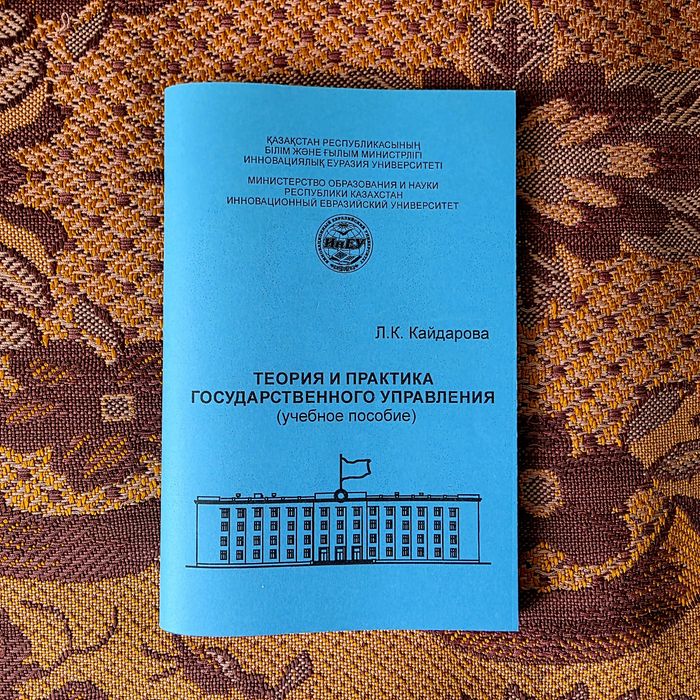 ҚАЗАҚСТАН РЕСПУБЛИКАСЫНЫҢ
БІЛІМ ЖӘНЕ ҒЫЛЫМ МИНИСТРЛІГІ
ИННОВАЦИЯЛЫҚ ЕУРАЗИЯ УНИВЕРСИТЕТІ
МИНИСТЕРСТВО ОБРАЗОВАНИЯ И НАУКИ
РЕСПУБЛИКИ КАЗАХСТАН
ИННОВАЦИОННЫЙ ЕВРАЗИЙСКИЙ УНИВЕРСИТЕТ
ИнЕУ
Л.К. Кайдарова
ТЕОРИЯ И ПРАКТИКА
ГОСУДАРСТВЕННОГО УПРАВЛЕНИЯ
(учебное пособие)